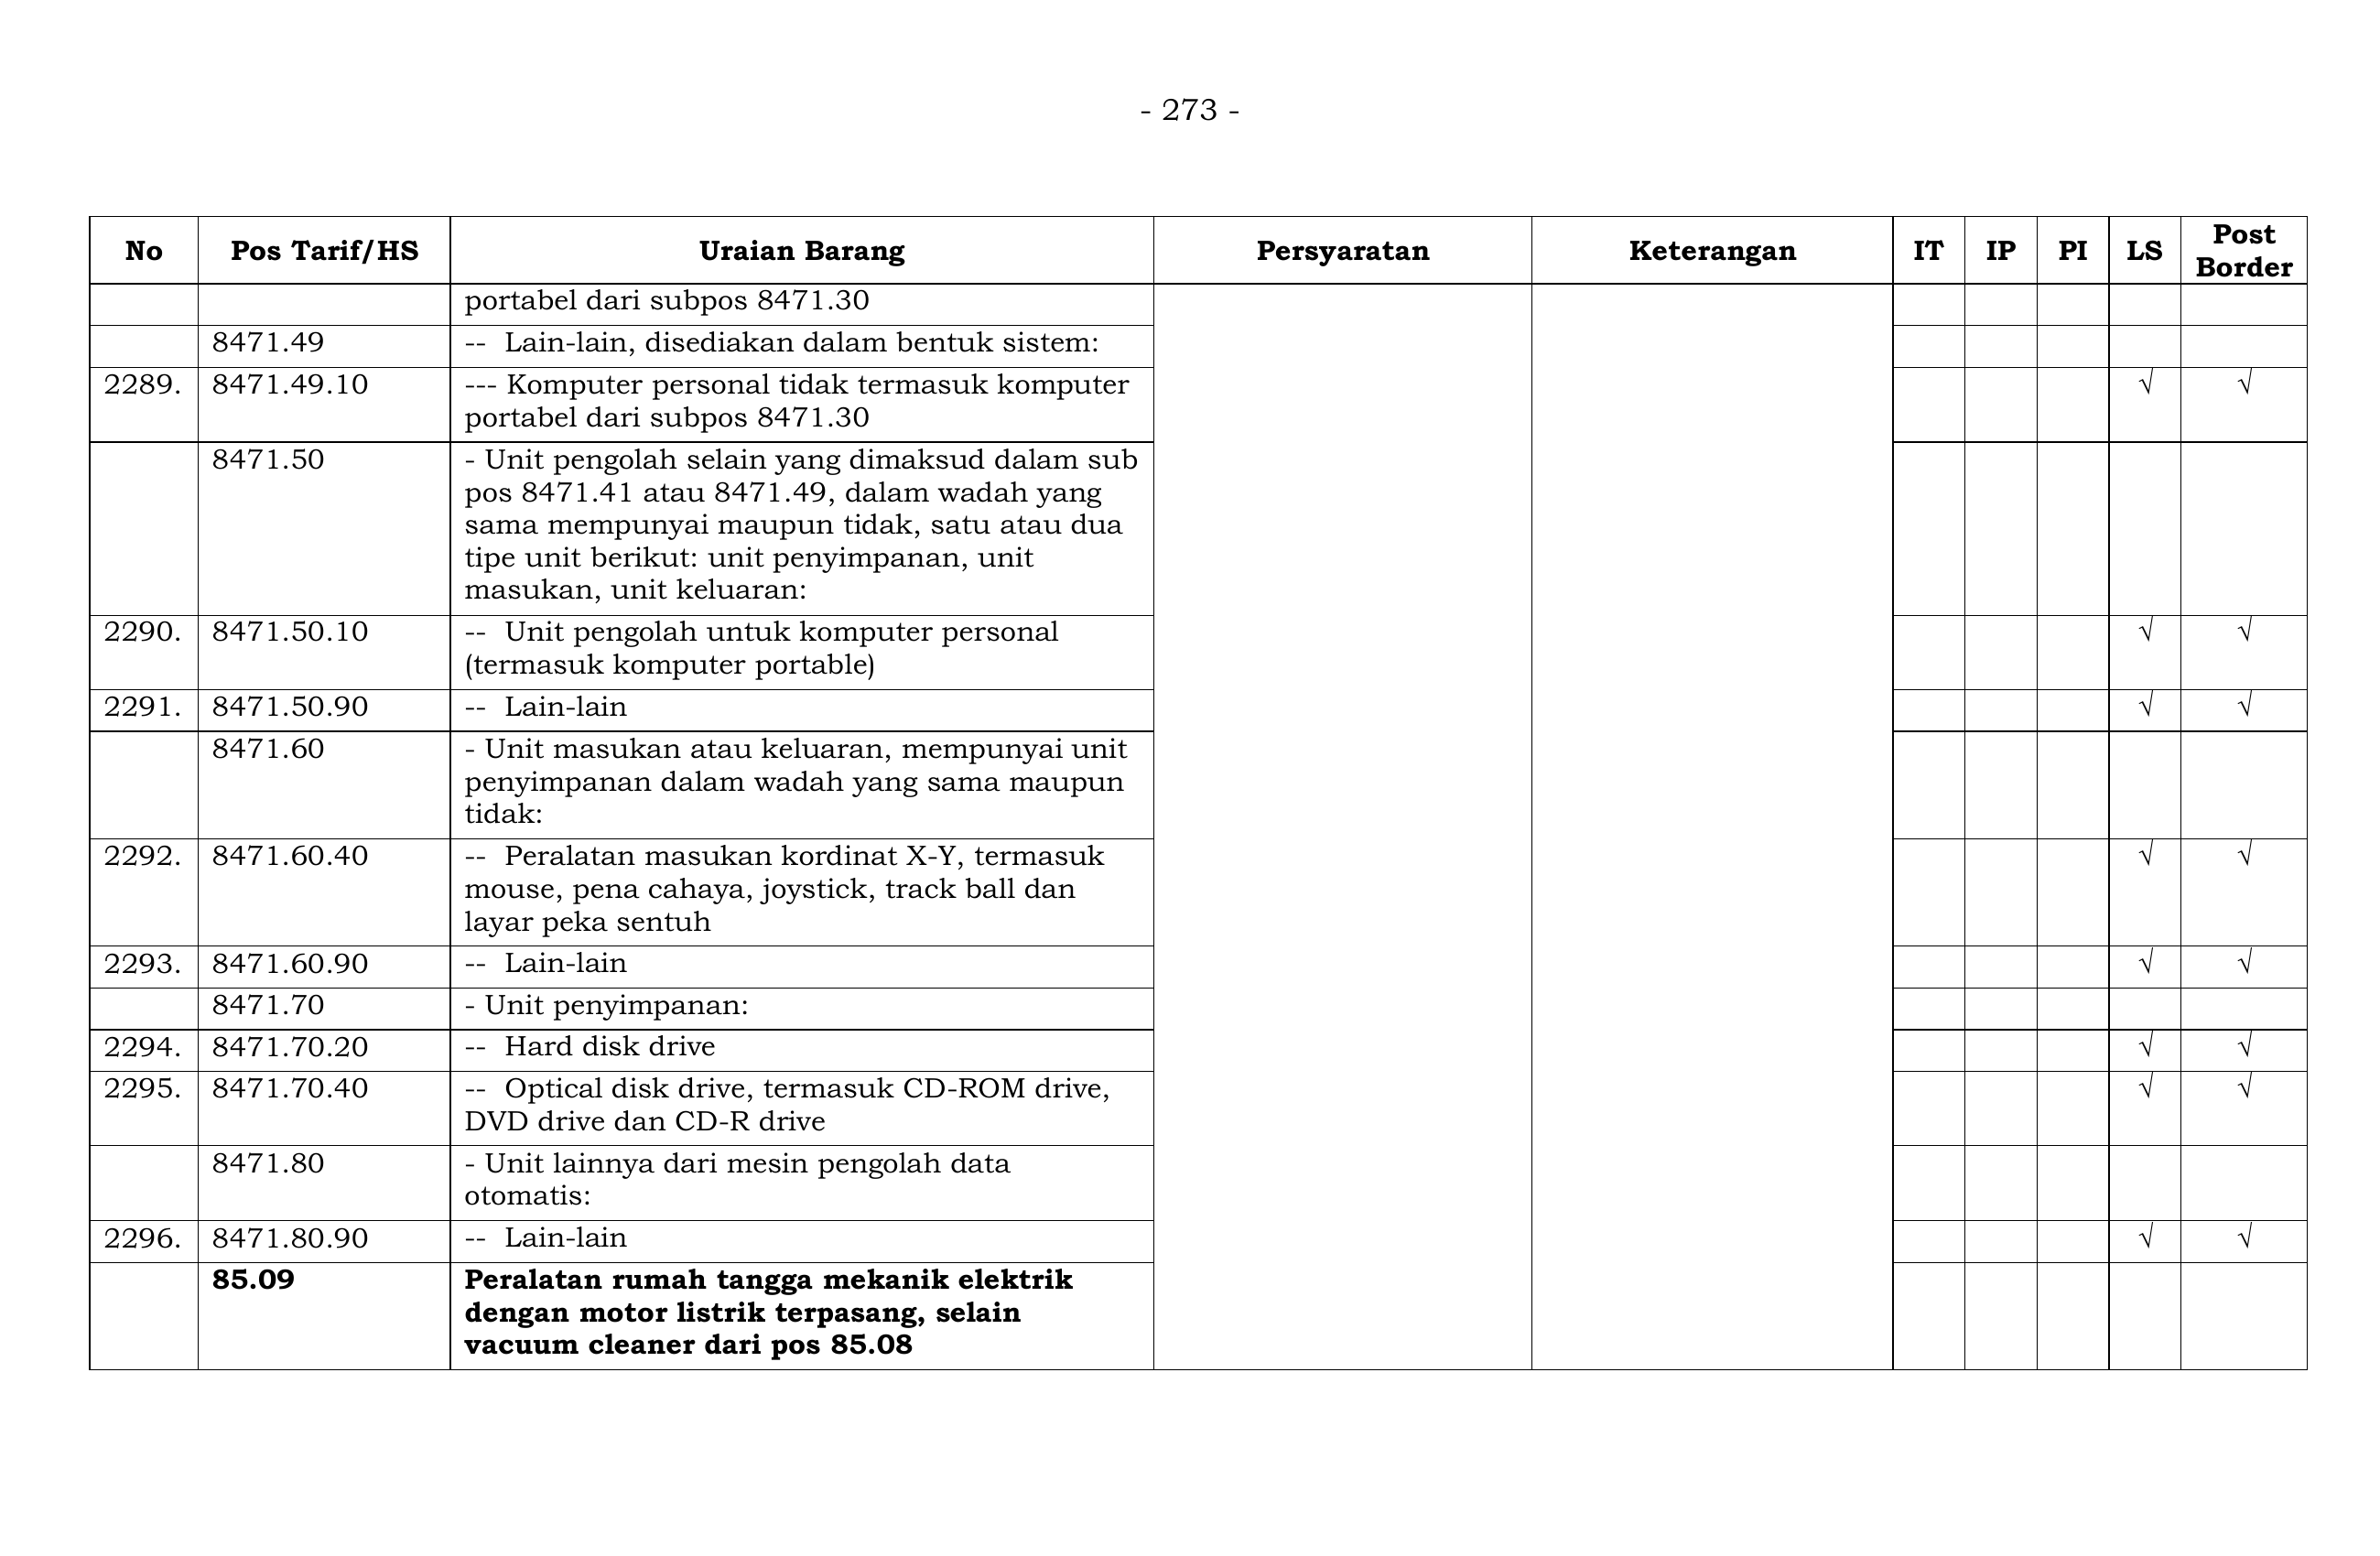 - 273 -
No Pos Tarif/HS Uraian Barang Persyaratan Keterangan IT IP PI LS Post Border
portabel dari subpos 8471.30
8471.49 -- Lain-lain, disediakan dalam bentuk sistem:
2289. 8471.49.10 --- Komputer personal tidak termasuk komputer √ √
portabel dari subpos 8471.30
8471.50 - Unit pengolah selain yang dimaksud dalam sub
pos 8471.41 atau 8471.49, dalam wadah yang
sama mempunyai maupun tidak, satu atau dua
tipe unit berikut: unit penyimpanan, unit
masukan, unit keluaran:
2290. 8471.50.10 -- Unit pengolah untuk komputer personal √ √
(termasuk komputer portable)
2291. 8471.50.90 -- Lain-lain √ √
8471.60 - Unit masukan atau keluaran, mempunyai unit
penyimpanan dalam wadah yang sama maupun
tidak:
2292. 8471.60.40 -- Peralatan masukan kordinat X-Y, termasuk √ √
mouse, pena cahaya, joystick, track ball dan
layar peka sentuh
2293. 8471.60.90 -- Lain-lain √ √
8471.70 - Unit penyimpanan:
2294. 8471.70.20 -- Hard disk drive √ √
2295. 8471.70.40 -- Optical disk drive, termasuk CD-ROM drive, √ √
DVD drive dan CD-R drive
8471.80 - Unit lainnya dari mesin pengolah data
otomatis:
2296. 8471.80.90 -- Lain-lain √ √
85.09 Peralatan rumah tangga mekanik elektrik
dengan motor listrik terpasang, selain
vacuum cleaner dari pos 85.08